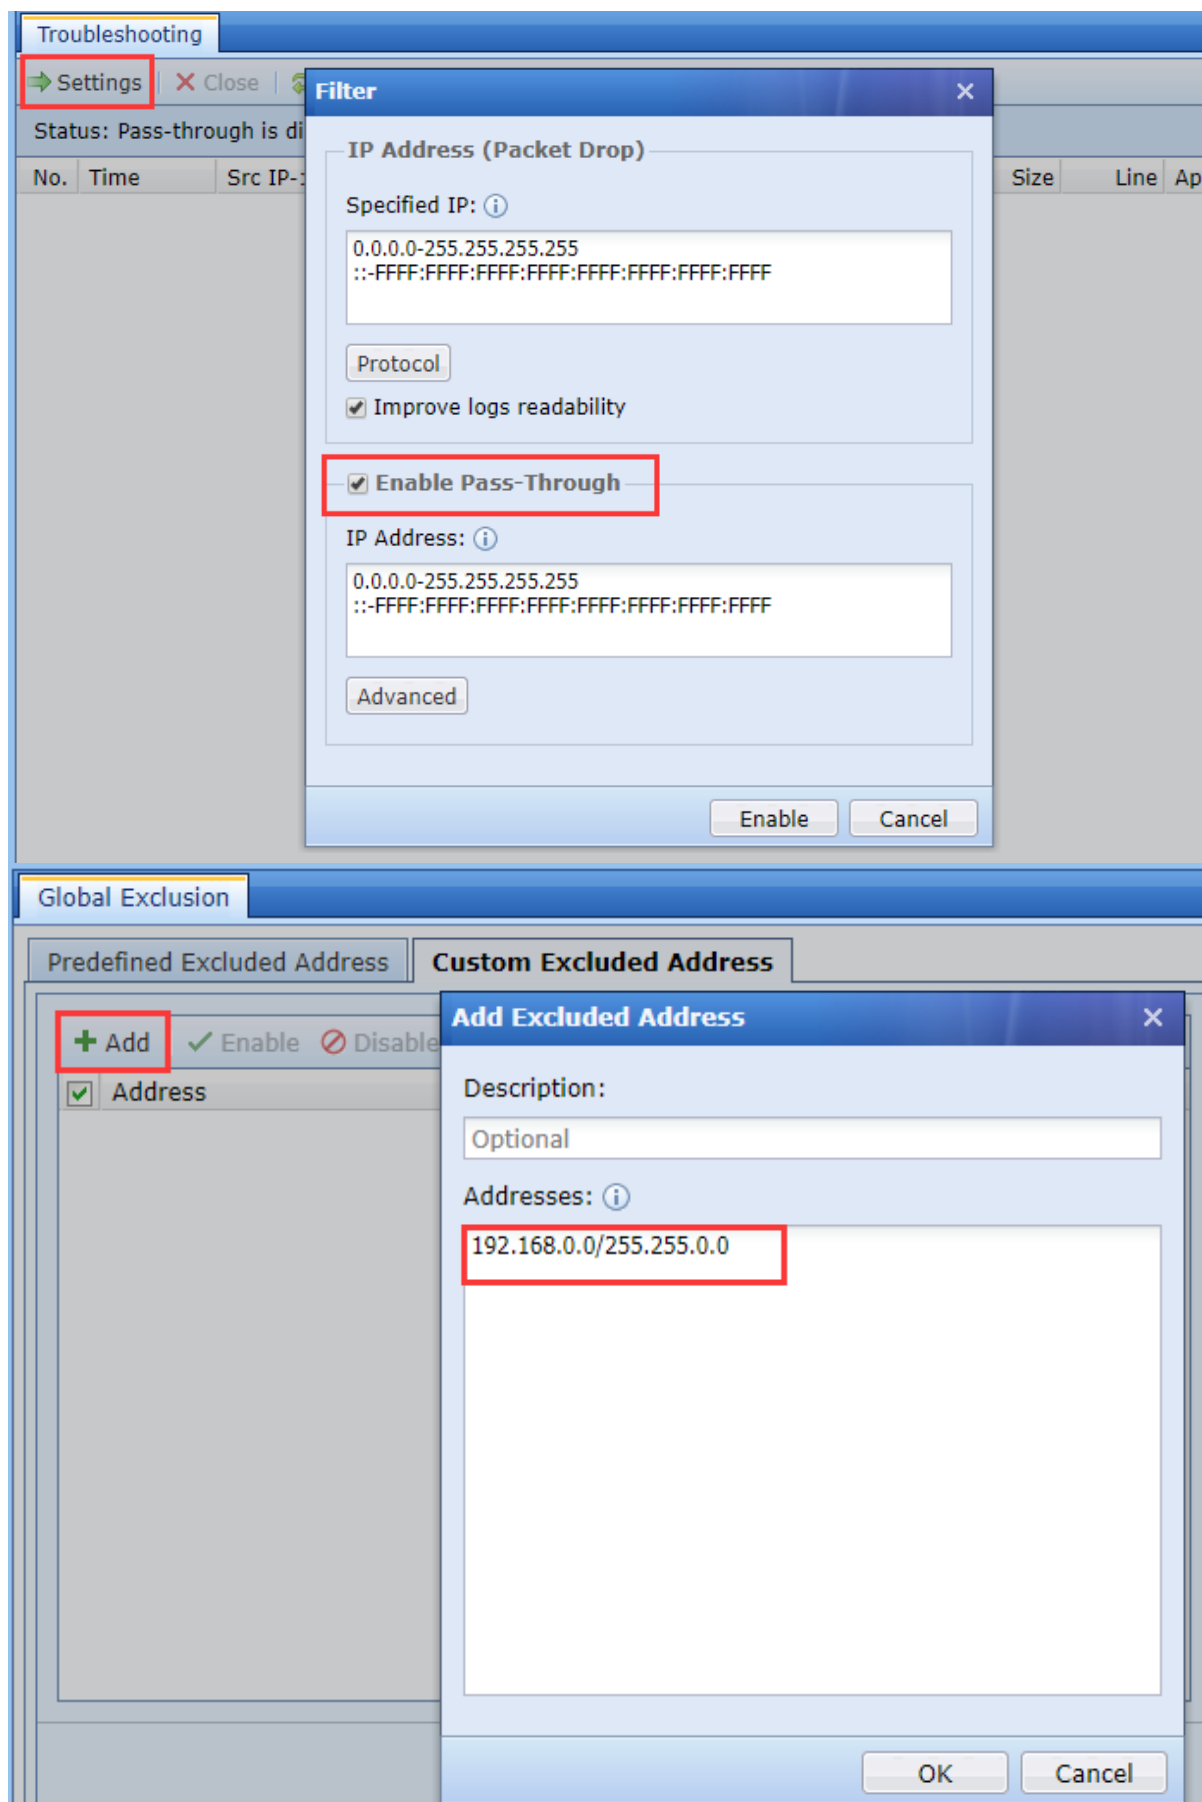 Troubleshooting
Settings Close
Filter
Status: Pass-through is di
IP Address (Packet Drop)
No. Time Src IP- Size Line Ap
Specified IP:
0.0.0.0-255.255.255.255
::-FFFF:FFFF:FFFF:FFFF:FFFF:FFFF:FFFF:FFFF
Protocol
Improve logs readability
Enable Pass-Through
IP Address:
0.0.0.0-255.255.255.255
::-FFFF:FFFF:FFFF:FFFF:FFFF:FFFF:FFFF:FFFF
Advanced
Enable Cancel
Global Exclusion
Predefined Excluded Address Custom Excluded Address
Add Excluded Address
Add Enable Disable
Address
Description:
Optional
Addresses:
192.168.0.0/255.255.0.0
OK Cancel